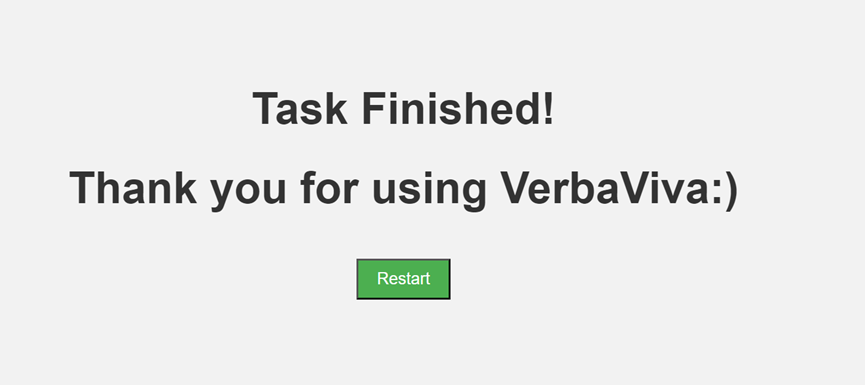 Task Finished!
Thank you for using VerbaViva:)
Restart